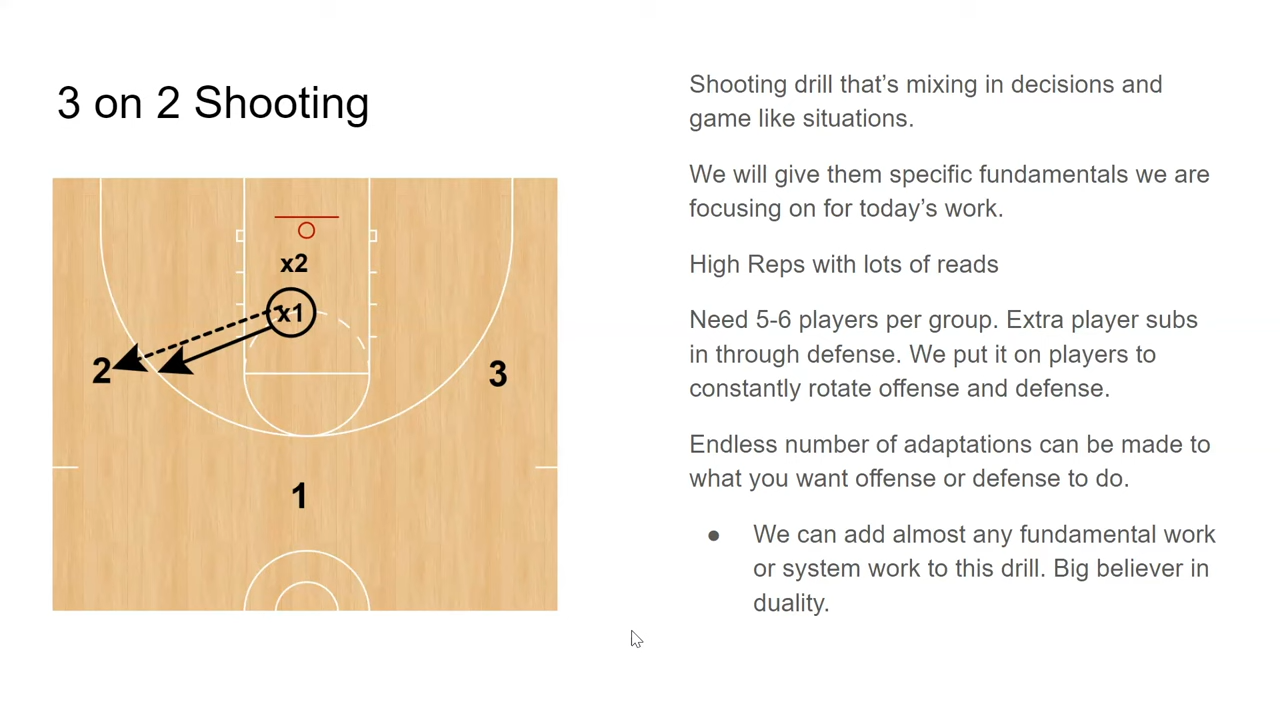 3 on 2 Shooting
x2
x1
2
3
1
Shooting drill that’s mixing in decisions and
game like situations.
We will give them specific fundamentals we are
focusing on for today’s work.
High Reps with lots of reads
Need 5-6 players per group. Extra player subs
in through defense. We put it on players to
constantly rotate offense and defense.
Endless number of adaptations can be made to
what you want offense or defense to do.
● We can add almost any fundamental work
or system work to this drill. Big believer in
duality.